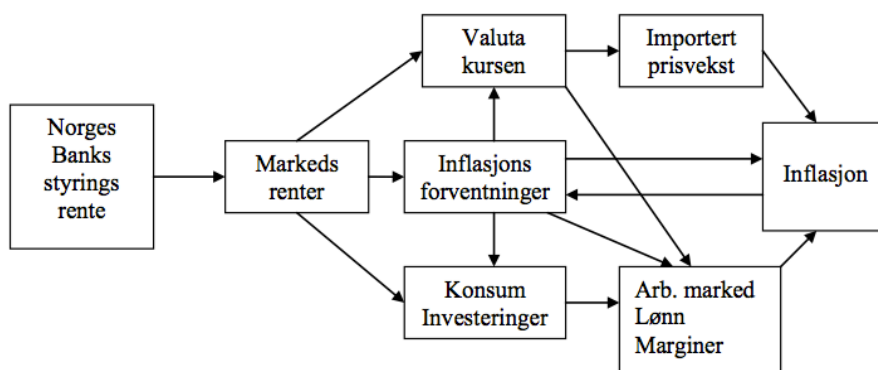 Norges
Banks
styrings
rente
Markeds
renter
Valuta
kursen
Inflasjons
forventninger
Konsum
Investeringer
Importert
prisvekst
Arb. marked
Lønn
Marginer
Inflasjon